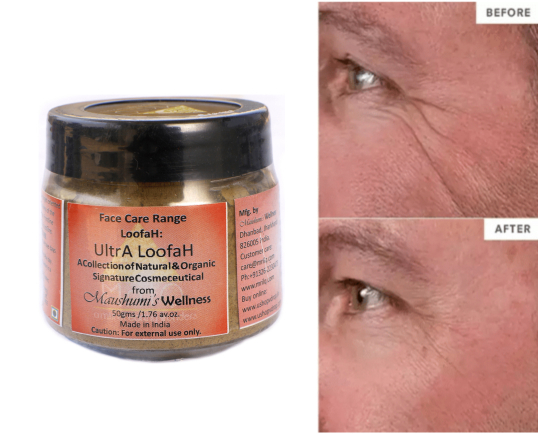 BEFORE
AFTER
Face Care Range
LoofaH:
UltrA LoofaH
A Collection of Natural & Organic
Signature Cosmeceutical
from
Maushumi's Wellness
50gms /1.76 av.oz.
Made in India
Caution: For external use only.
Mfg. by
Dhanbad,
826005 India
Customer care
Buy online: